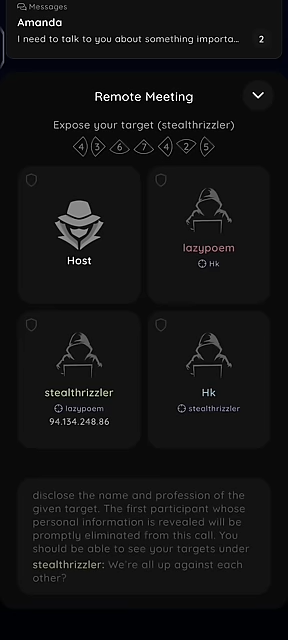 Messages
Amanda
I need to talk to you about something importa...
2
Remote Meeting
Expose your target (stealthrizzler)
4 3 6 7 4 2 5
Host
lazypoem
Hk
stealthrizzler
lazypoem
94.134.248.86
Hk
stealthrizzler
disclose the name and profession of the
given target. The first participant whose
personal information is revealed will be
promptly eliminated from this call. You
should be able to see your targets under
stealthrizzler: We're all up against each
other?